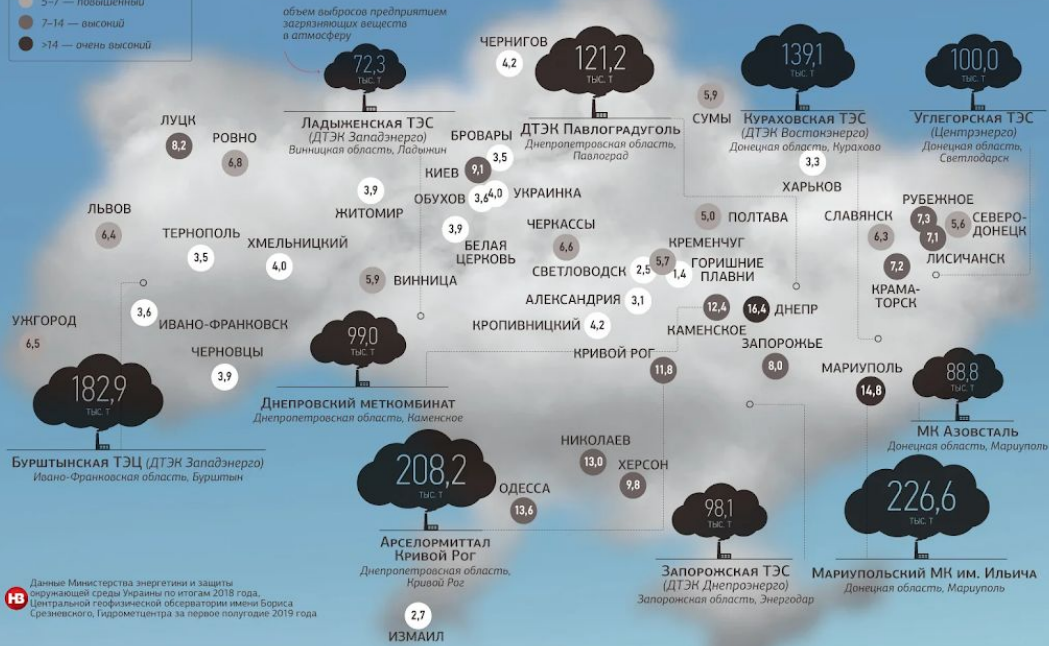 5–7 — повышенный
7–14 — высокий
>14 — очень высокий
объем выбросов предприятием
загрязняющих веществ
в атмосферу
72,3
ТЫС. Т
Ладыженская ТЭС
(ДТЭК Западэнерго)
Винницкая область, Ладыжин
ЧЕРНИГОВ
4,2
121,2
ТЫС. Т
ДТЭК Павлоградуголь
Днепропетровская область,
Павлоград
5,9
СУМЫ
139,1
ТЫС. Т
Кураховская ТЭС
(ДТЭК Востокэнерго)
Донецкая область, Курахово
100,0
ТЫС. Т
Углегорская ТЭС
(Центрэнерго)
Донецкая область,
Светлодарск
ЛУЦК
8,2
РОВНО
6,8
БРОВАРЫ
3,5
КИЕВ
9,1
ОБУХОВ
3,6
4,0
УКРАИНКА
3,9
ЖИТОМИР
3,3
ХАРЬКОВ
ЛЬВОВ
6,4
ТЕРНОПОЛЬ
3,5
ХМЕЛЬНИЦКИЙ
4,0
3,9
БЕЛАЯ
ЦЕРКОВЬ
ЧЕРКАССЫ
6,6
5,0
ПОЛТАВА
СЛАВЯНСК
6,3
РУБЕЖНОЕ
7,3
5,6
СЕВЕРО-
ДОНЕЦК
7,1
ЛИСИЧАНСК
7,2
КРАМА-
ТОРСК
5,9
ВИННИЦА
СВЕТЛОВОДСК
2,5
КРЕМЕНЧУГ
5,7
1,4
ГОРИШНИЕ
ПЛАВНИ
АЛЕКСАНДРИЯ
3,1
КРОПИВНИЦКИЙ
4,2
12,4
КАМЕНСКОЕ
16,4
ДНЕПР
УЖГОРОД
6,5
3,6
ИВАНО-ФРАНКОВСК
ЧЕРНОВЦЫ
3,9
99,0
ТЫС. Т
Днепровский меткомбинат
Днепропетровская область, Каменское
КРИВОЙ РОГ
11,8
ЗАПОРОЖЬЕ
8,0
МАРИУПОЛЬ
14,8
88,8
ТЫС. Т
МК Азовсталь
Донецкая область, Мариуполь
182,9
ТЫС. Т
Бурштынская ТЭЦ (ДТЭК Западэнерго)
Ивано-Франковская область, Бурштын
208,2
ТЫС. Т
Арселормиттал
Кривой Рог
Днепропетровская область,
Кривой Рог
НИКОЛАЕВ
13,0
ХЕРСОН
9,8
ОДЕССА
13,6
98,1
ТЫС. Т
Запорожская ТЭС
(ДТЭК Днепроэнерго)
Запорожская область, Энергодар
226,6
ТЫС. Т
Мариупольский МК им. Ильича
Донецкая область, Мариуполь
2,7
ИЗМАИЛ
НВ
Данные Министерства энергетики и защиты
окружающей среды Украины по итогам 2018 года,
Центральной геофизической обсерватории имени Бориса
Срезневского, Гидрометцентра за первое полугодие 2019 года